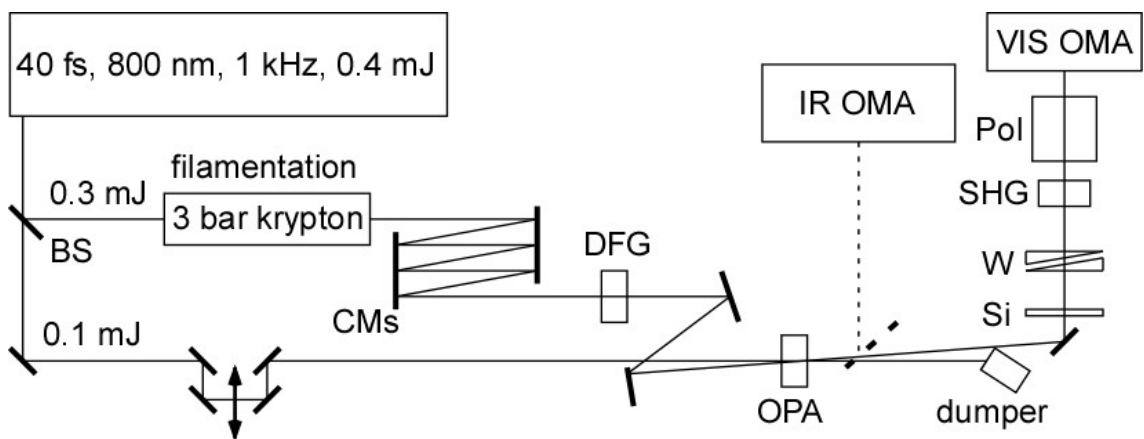 40 fs, 800 nm, 1 kHz, 0.4 mJ
VIS OMA
IR OMA
Pol
filamentation
0.3 mJ
3 bar krypton
SHG
BS
DFG
W
CMs
Si
0.1 mJ
OPA
dumper